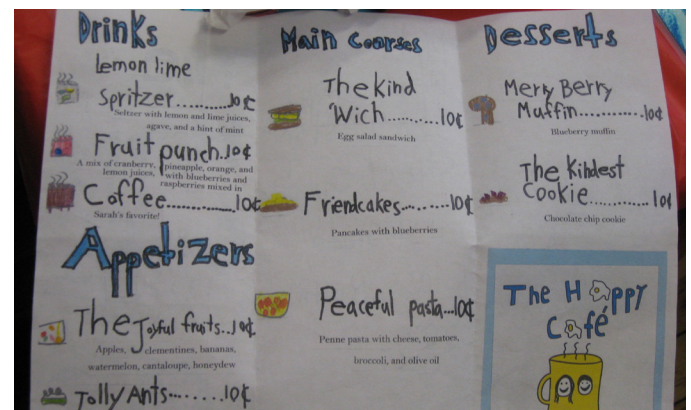 Drinks
Lemon lime
Spritzer..........10¢
Seltzer with lemon and lime juices,
agave, and a hint of mint
Fruit punch.10¢
A mix of cranberry, pineapple, orange, and
lemon juices, with blueberries and
raspberries mixed in
Coffee...............10¢
Sarah's favorite!
Appetizers
The Joyful fruits..10¢
Apples, clementines, bananas,
watermelon, cantaloupe, honeydew
Jolly Ants........10¢
Main Courses
The kind
Wich..........10¢
Egg salad sandwich
Friendcakes........10¢
Pancakes with blueberries
Peaceful pasta...10¢
Penne pasta with cheese, tomatoes,
broccoli, and olive oil
Desserts
Merry Berry
Muffin............10¢
Blueberry muffin
The Kindest
Cookie...........10¢
Chocolate chip cookie
The Happy
Café